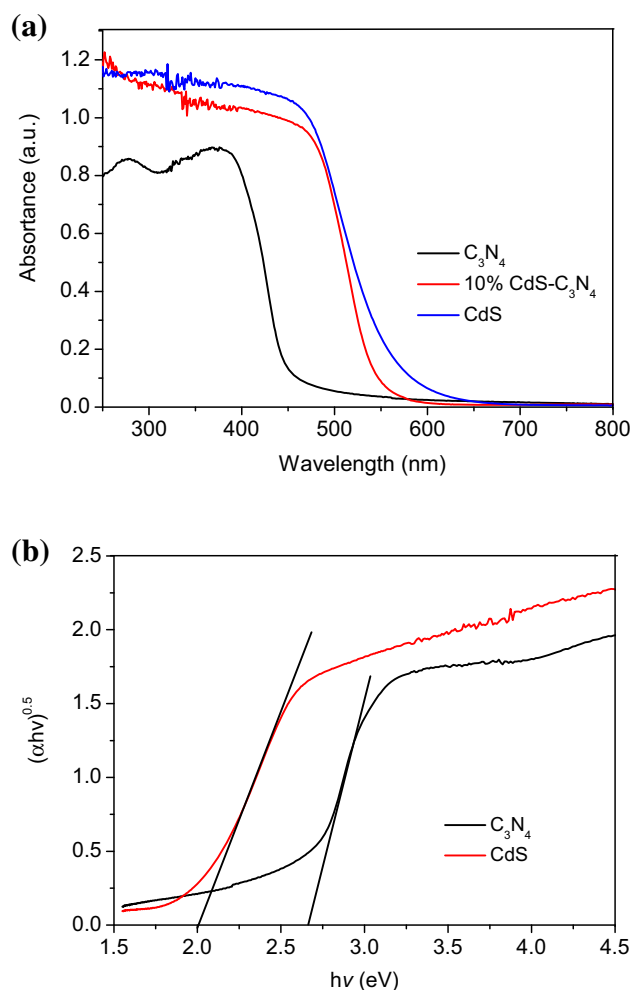 (a)
1.2
1.0
0.8
0.6
0.4
0.2
0.0
Absortance (a.u.)
C₃N₄
10% CdS-C₃N₄
CdS
300 400 500 600 700 800
Wavelength (nm)
(b)
2.5
2.0
1.5
1.0
0.5
0.0
(αhv)^0.5
C₃N₄
CdS
1.5 2.0 2.5 3.0 3.5 4.0 4.5
hv (eV)